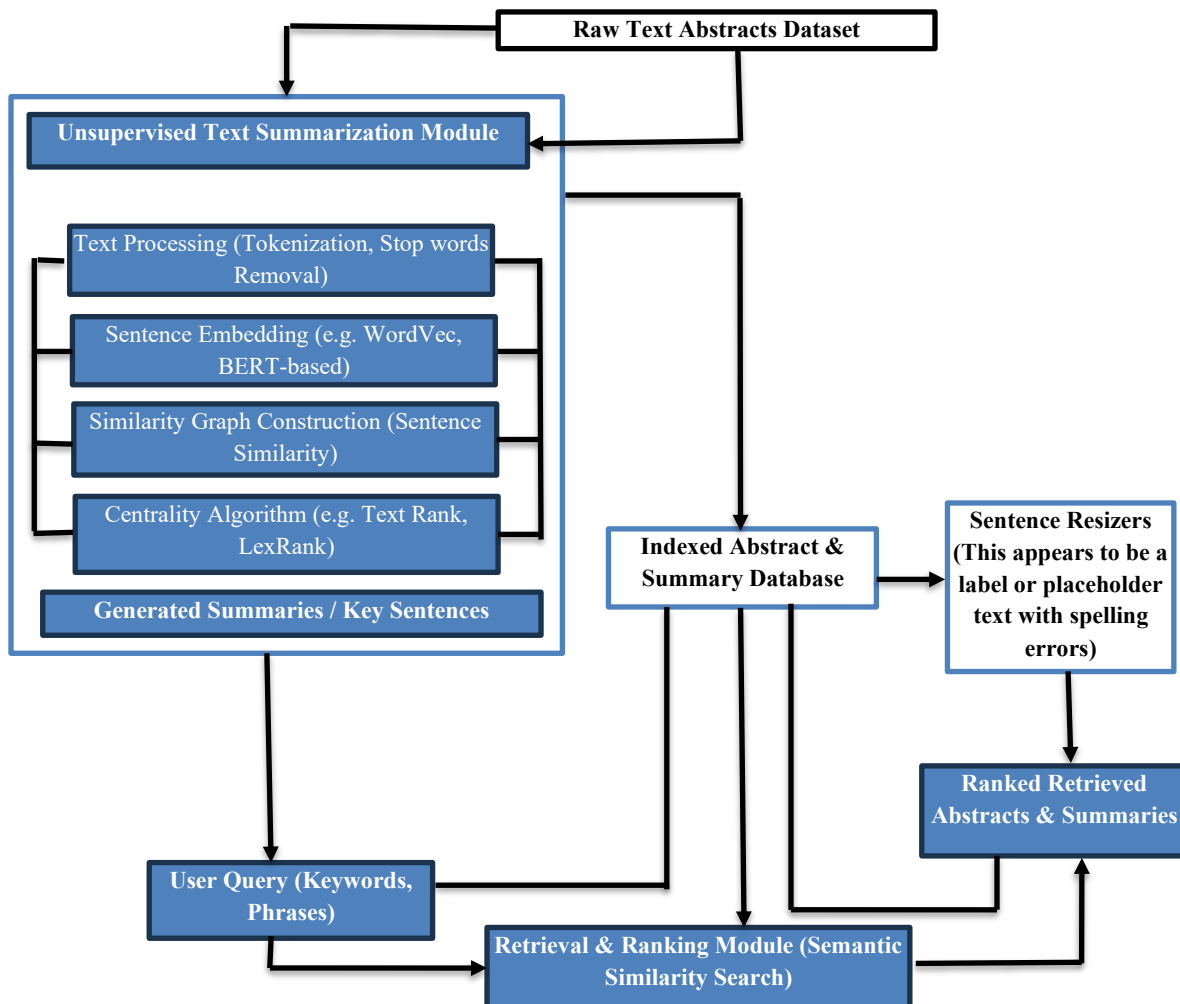 Raw Text Abstracts Dataset
Unsupervised Text Summarization Module
Text Processing (Tokenization, Stop words
Removal)
Sentence Embedding (e.g. WordVec,
BERT-based)
Similarity Graph Construction (Sentence
Similarity)
Centrality Algorithm (e.g. Text Rank,
LexRank)
Generated Summaries / Key Sentences
Indexed Abstract &
Summary Database
Sentence Resizers
(This appears to be a
label or placeholder
text with spelling
errors)
Ranked Retrieved
Abstracts & Summaries
User Query (Keywords,
Phrases)
Retrieval & Ranking Module (Semantic
Similarity Search)